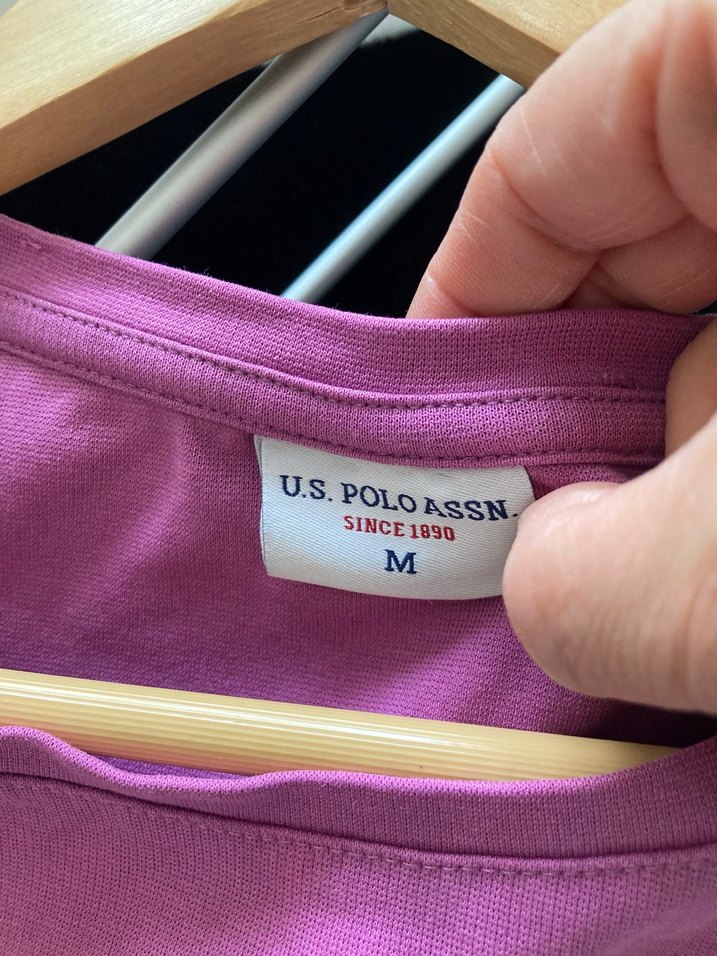 U.S. POLO ASSN.
SINCE 1890
M